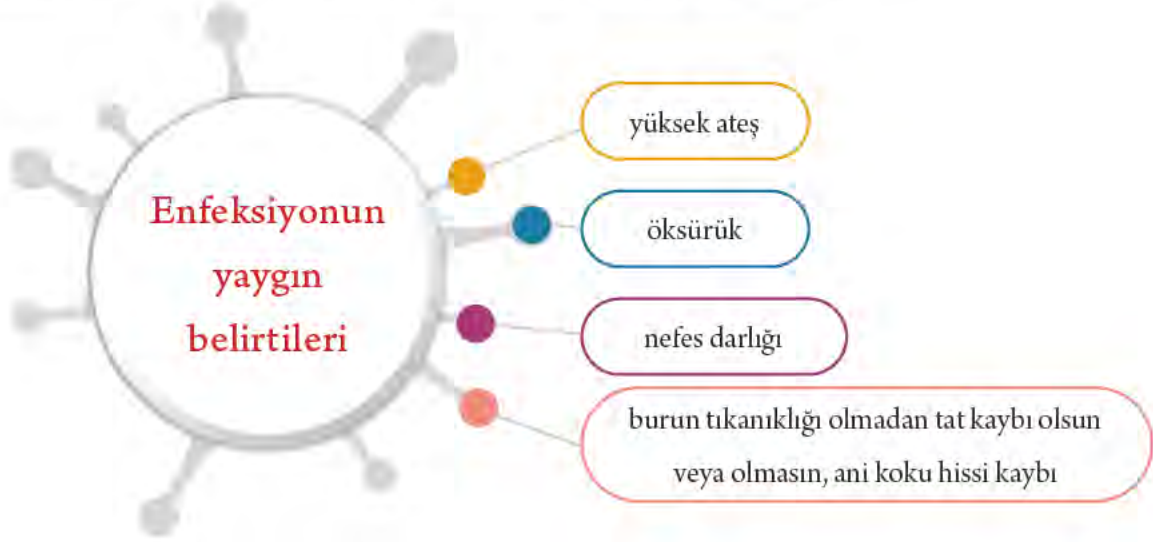 Enfeksiyonun
yaygın
belirtileri
yüksek ateş
öksürük
nefes darlığı
burun tıkanıklığı olmadan tat kaybı olsun
veya olmasın, ani koku hissi kaybı